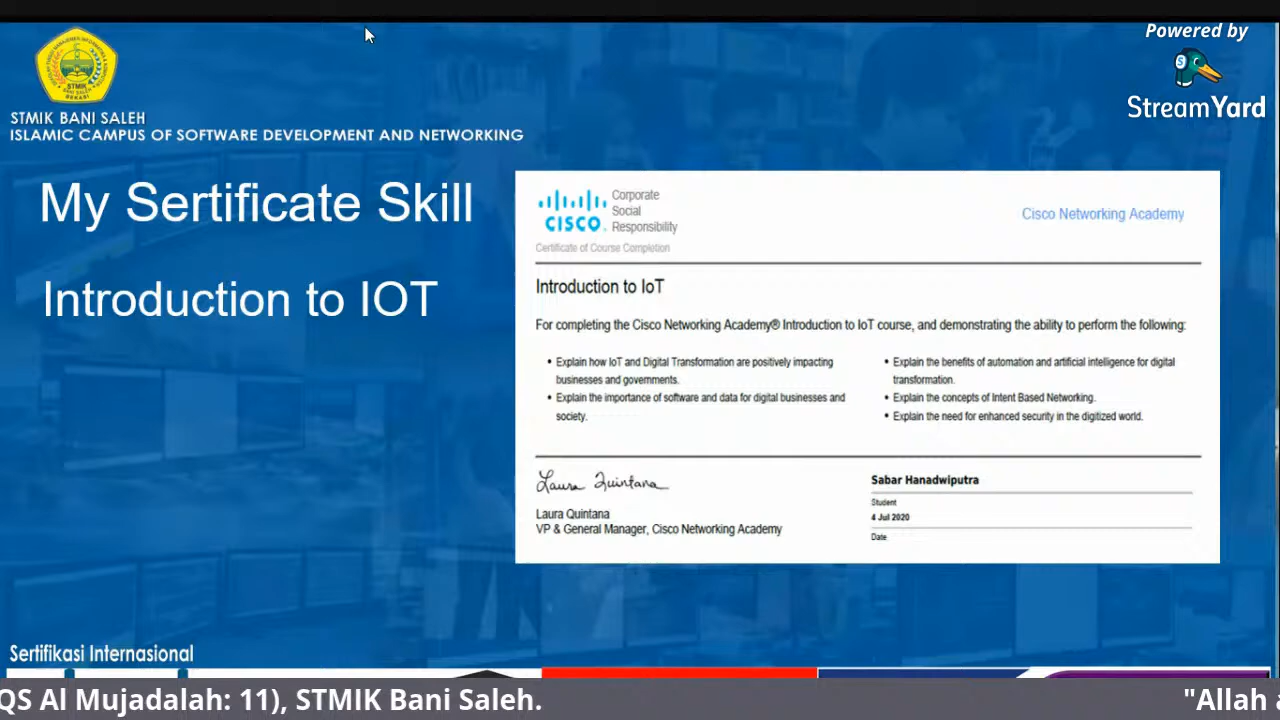 Powered by
StreamYard
STMIK BANI SALEH
ISLAMIC CAMPUS OF SOFTWARE DEVELOPMENT AND NETWORKING
My Sertificate Skill
Introduction to IOT
CISCO.
Corporate
Social
Responsibility
Cisco Networking Academy
Certificate of Course Completion
Introduction to IoT
For completing the Cisco Networking Academy® Introduction to IoT course, and demonstrating the ability to perform the following:
• Explain how IoT and Digital Transformation are positively impacting
businesses and governments.
• Explain the importance of software and data for digital businesses and
society.
• Explain the benefits of automation and artificial intelligence for digital
transformation.
• Explain the concepts of Intent Based Networking.
• Explain the need for enhanced security in the digitized world.
Laura Quintana
Laura Quintana
VP & General Manager, Cisco Networking Academy
Sabar Hanadwiputra
Student
4 Jul 2020
Date
Sertifikasi Internasional
QS Al Mujadalah: 11), STMIK Bani Saleh.
"Allah